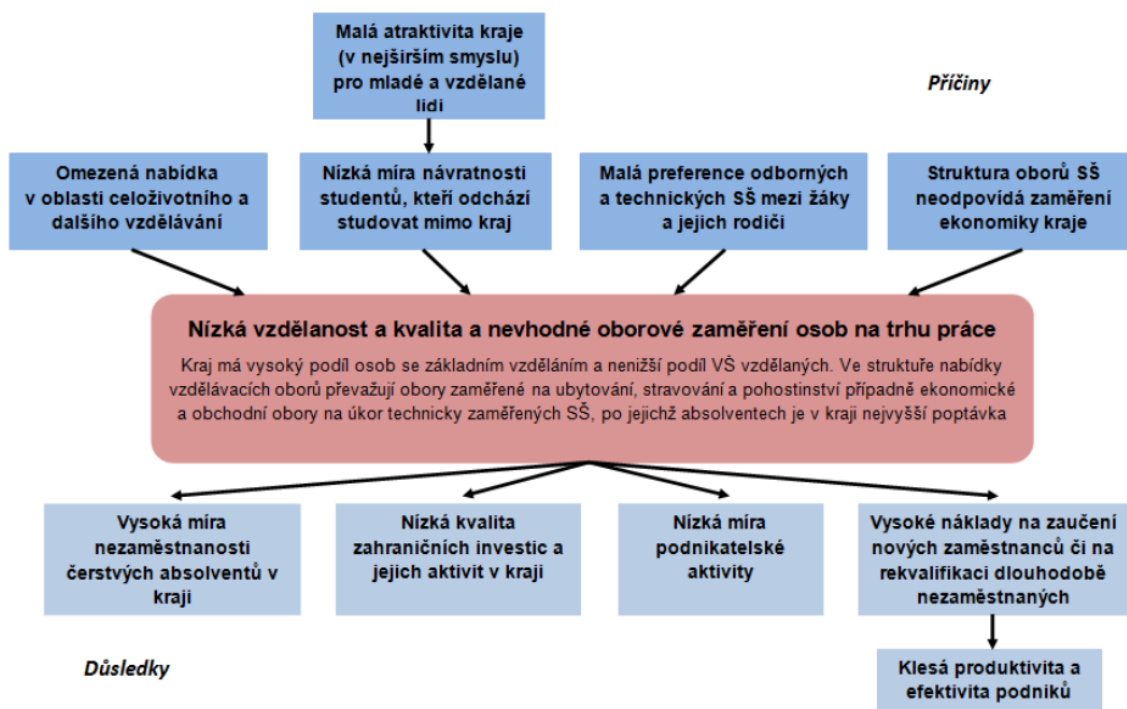 Malá atraktivita kraje
(v nejširším smyslu)
pro mladé a vzdělané
lidi
Příčiny
Omezená nabídka
v oblasti celoživotního a
dalšího vzdělávání
Nízká míra návratnosti
studentů, kteří odchází
studovat mimo kraj
Malá preference odborných
a technických SŠ mezi žáky
a jejich rodiči
Struktura oborů SŠ
neodpovídá zaměření
ekonomiky kraje
Nízká vzdělanost a kvalita a nevhodné oborové zaměření osob na trhu práce
Kraj má vysoký podíl osob se základním vzděláním a nenižší podíl VŠ vzdělaných. Ve struktuře nabídky
vzdělávacích oborů převažují obory zaměřené na ubytování, stravování a pohostinství případně ekonomické
a obchodní obory na úkor technicky zaměřených SŠ, po jejichž absolventech je v kraji nejvyšší poptávka
Vysoká míra
nezaměstnanosti
čerstvých absolventů v
kraji
Nízká kvalita
zahraničních investic a
jejich aktivit v kraji
Nízká míra
podnikatelské
aktivity
Vysoké náklady na zaučení
nových zaměstnanců či na
rekvalifikaci dlouhodobě
nezaměstnaných
Důsledky
Klesá produktivita a
efektivita podniků